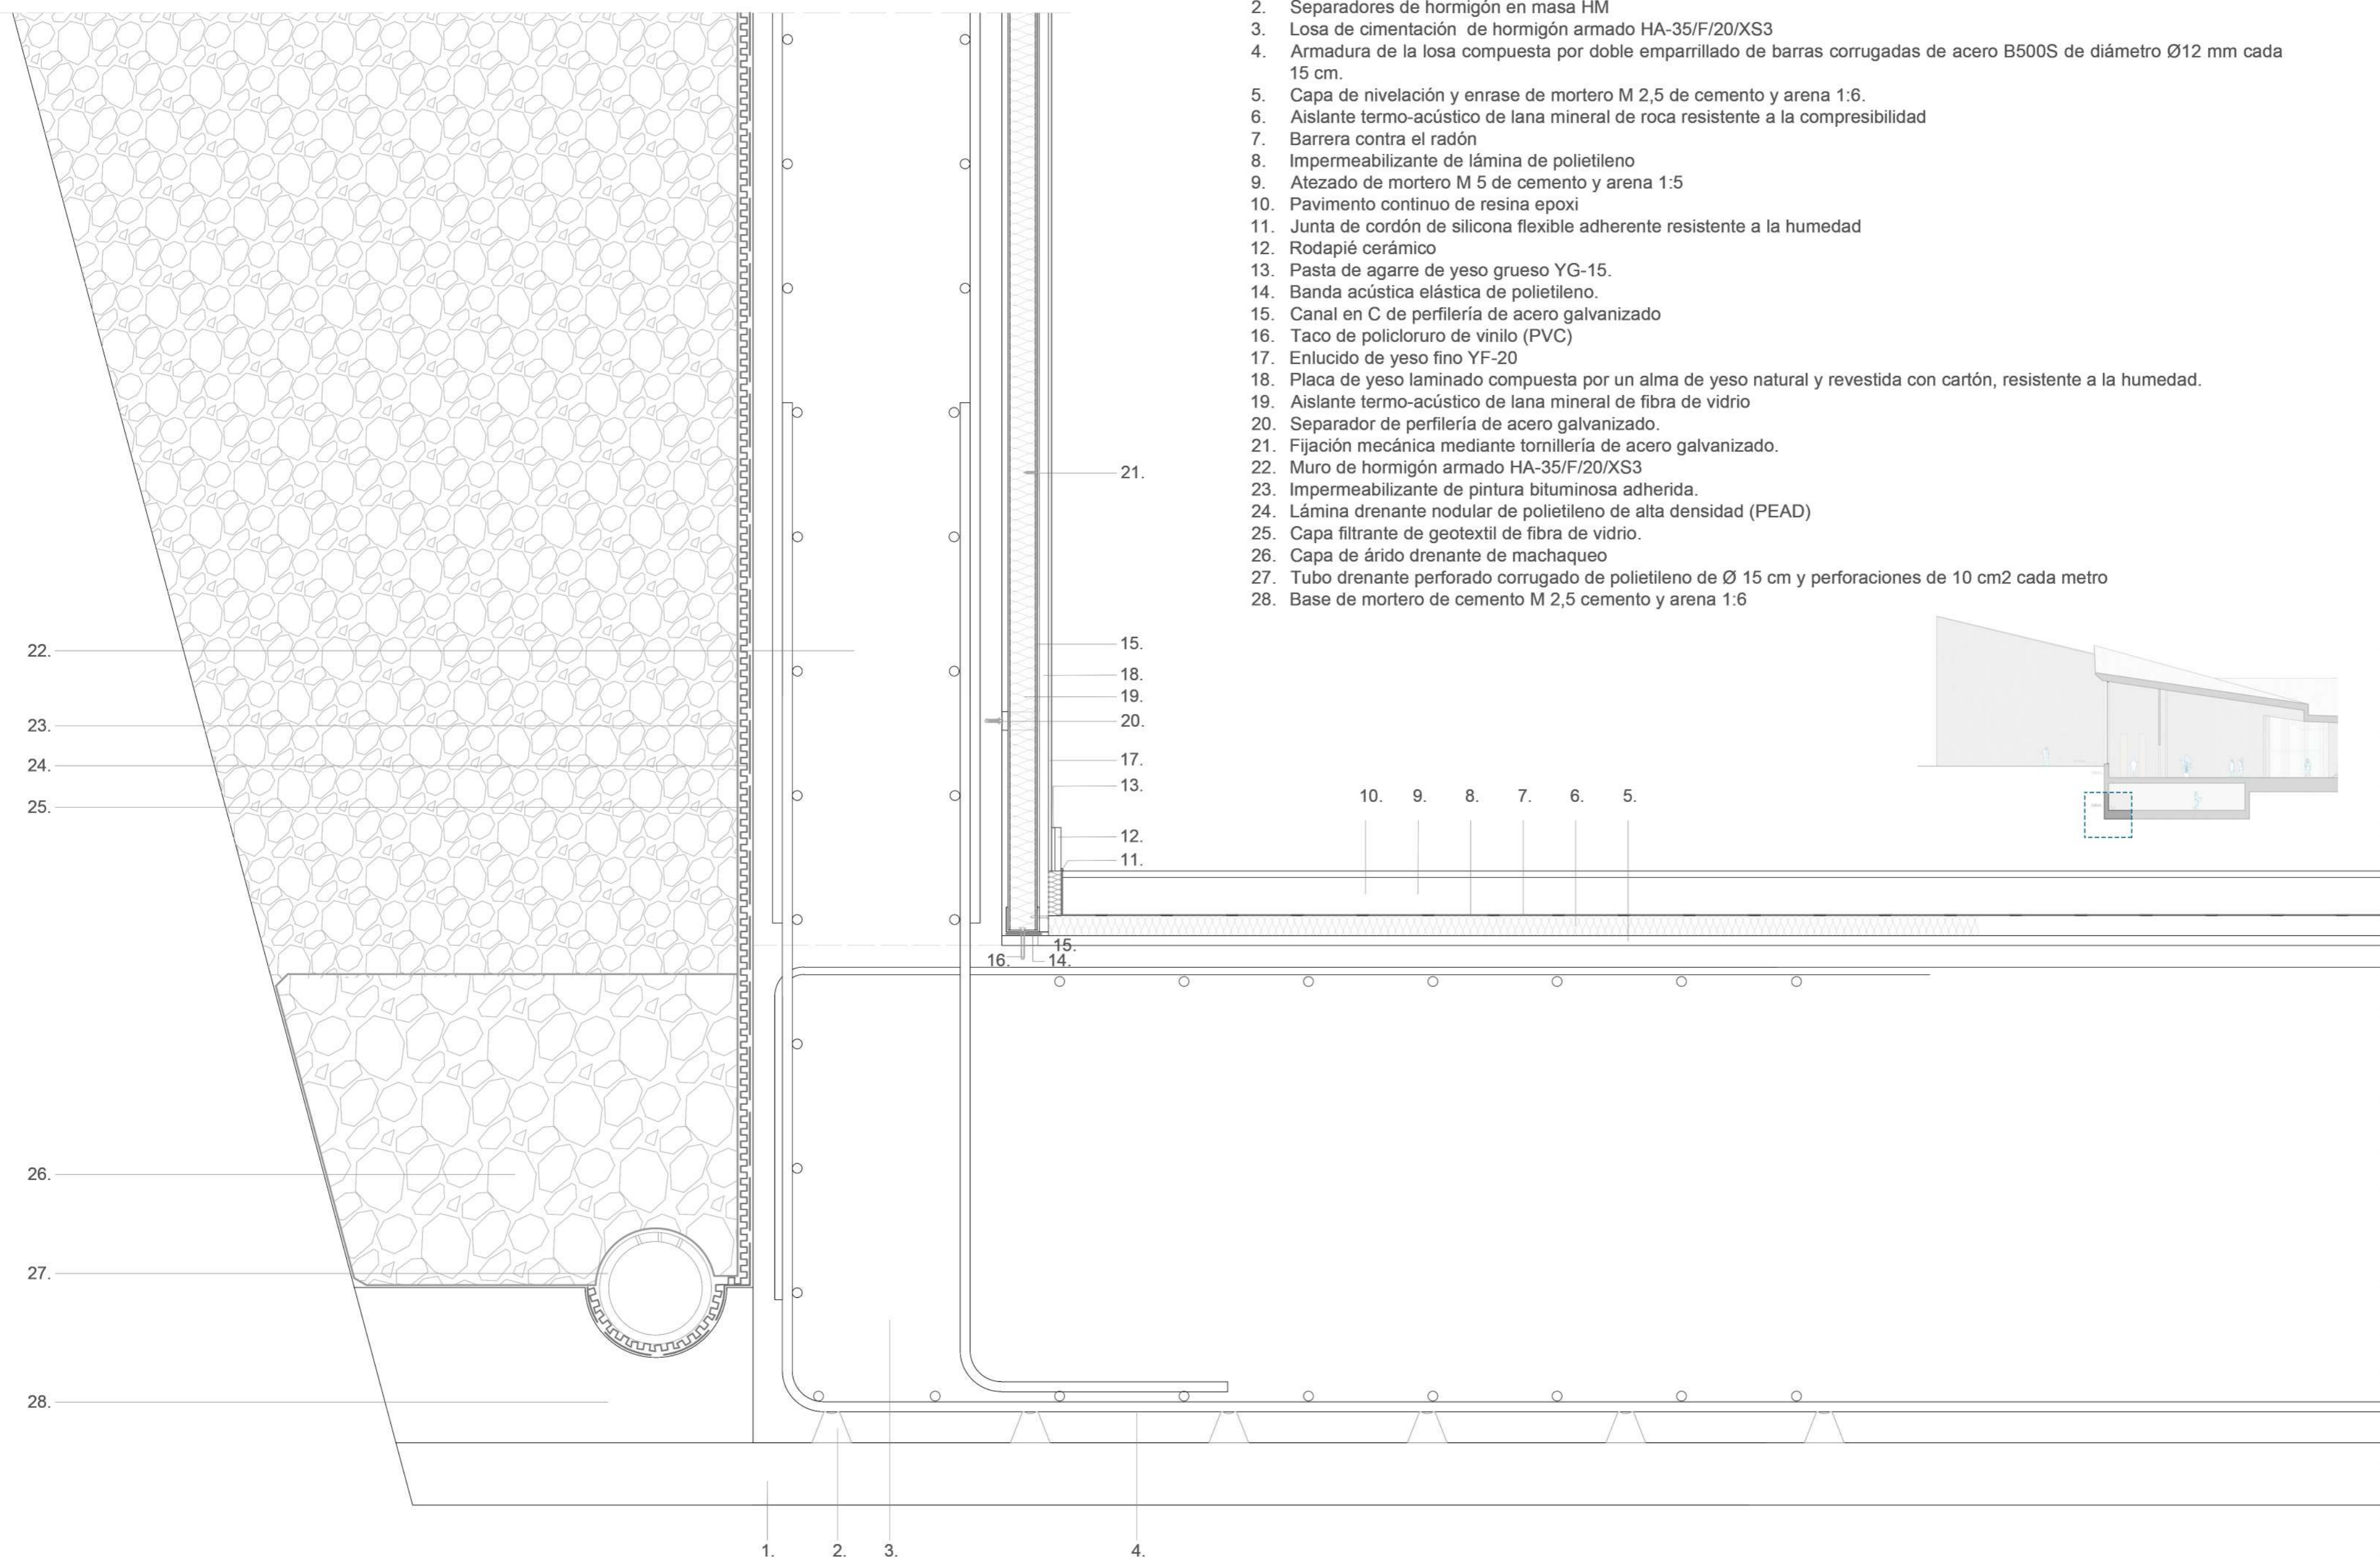 2. Separadores de hormigón en masa HM
3. Losa de cimentación de hormigón armado HA-35/F/20/XS3
4. Armadura de la losa compuesta por doble emparrillado de barras corrugadas de acero B500S de diámetro Ø12 mm cada
15 cm.
5. Capa de nivelación y enrase de mortero M 2,5 de cemento y arena 1:6.
6. Aislante termo-acústico de lana mineral de roca resistente a la compresibilidad
7. Barrera contra el radón
8. Impermeabilizante de lámina de polietileno
9. Atezado de mortero M 5 de cemento y arena 1:5
10. Pavimento continuo de resina epoxi
11. Junta de cordón de silicona flexible adherente resistente a la humedad
12. Rodapié cerámico
13. Pasta de agarre de yeso grueso YG-15.
14. Banda acústica elástica de polietileno.
15. Canal en C de perfilería de acero galvanizado
16. Taco de policloruro de vinilo (PVC)
17. Enlucido de yeso fino YF-20
18. Placa de yeso laminado compuesta por un alma de yeso natural y revestida con cartón, resistente a la humedad.
19. Aislante termo-acústico de lana mineral de fibra de vidrio
20. Separador de perfilería de acero galvanizado.
21. Fijación mecánica mediante tornillería de acero galvanizado.
22. Muro de hormigón armado HA-35/F/20/XS3
23. Impermeabilizante de pintura bituminosa adherida.
24. Lámina drenante nodular de polietileno de alta densidad (PEAD)
25. Capa filtrante de geotextil de fibra de vidrio.
26. Capa de árido drenante de machaqueo
27. Tubo drenante perforado corrugado de polietileno de Ø 15 cm y perforaciones de 10 cm2 cada metro
28. Base de mortero de cemento M 2,5 cemento y arena 1:6
21.
15.
18.
19.
20.
17.
13.
12.
11.
10. 9. 8. 7. 6. 5.
15.
16. 14.
22.
23.
24.
25.
26.
27.
28.
1. 2. 3. 4.